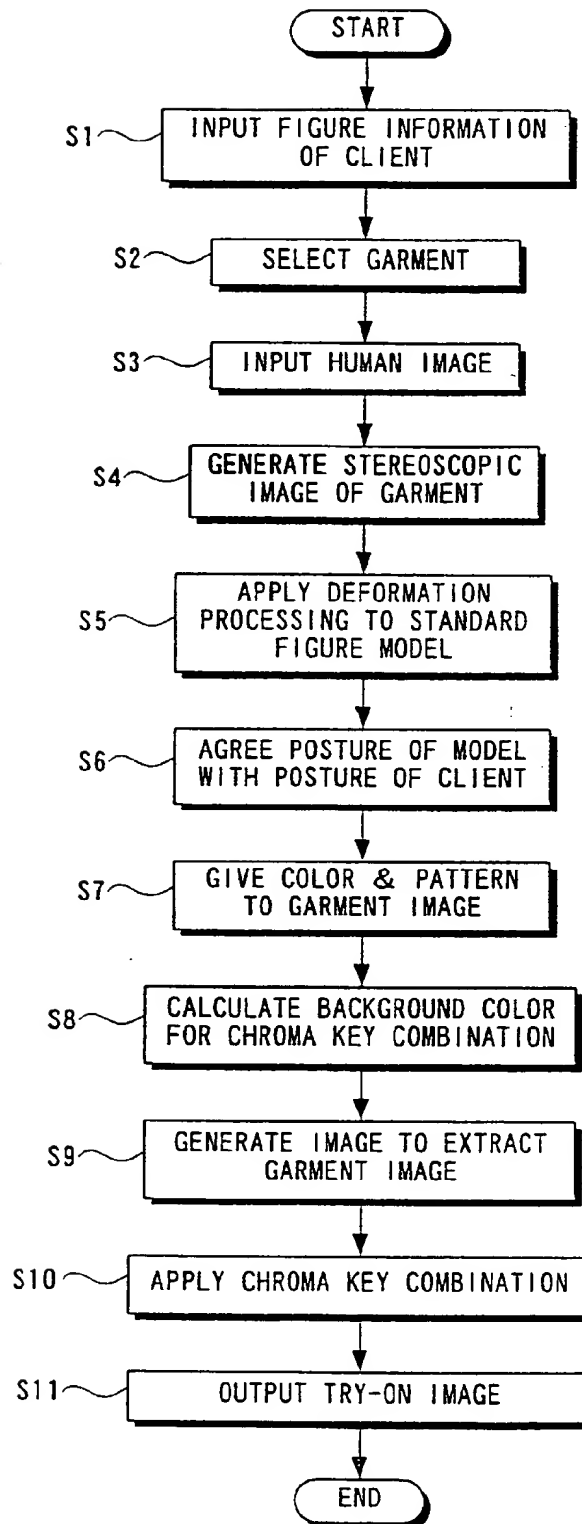 START
S1
INPUT FIGURE INFORMATION
OF CLIENT
S2
SELECT GARMENT
S3
INPUT HUMAN IMAGE
S4
GENERATE STEREOSCOPIC
IMAGE OF GARMENT
S5
APPLY DEFORMATION
PROCESSING TO STANDARD
FIGURE MODEL
S6
AGREE POSTURE OF MODEL
WITH POSTURE OF CLIENT
S7
GIVE COLOR & PATTERN
TO GARMENT IMAGE
S8
CALCULATE BACKGROUND COLOR
FOR CHROMA KEY COMBINATION
S9
GENERATE IMAGE TO EXTRACT
GARMENT IMAGE
S10
APPLY CHROMA KEY COMBINATION
S11
OUTPUT TRY-ON IMAGE
END